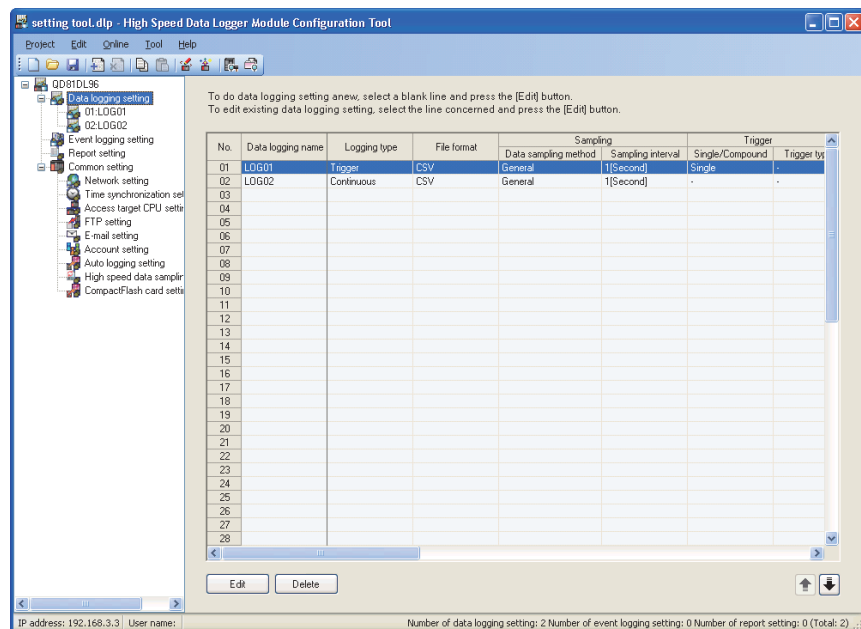 setting tool.dlp - High Speed Data Logger Module Configuration Tool
Project Edit Online Tool Help
QD81DL96
Data logging setting
01:LOG01
02:LOG02
Event logging setting
Report setting
Common setting
Network setting
Time synchronization set
Access target CPU settir
FTP setting
E-mail setting
Account setting
Auto logging setting
High speed data samplir
CompactFlash card settir
To do data logging setting anew, select a blank line and press the [Edit] button.
To edit existing data logging setting, select the line concerned and press the [Edit] button.
No. Data logging name Logging type File format Sampling Trigger
Data sampling method Sampling interval Single/Compound Trigger typ
01 LOG01 Trigger CSV General 1[Second] Single -
02 LOG02 Continuous CSV General 1[Second] - -
03
04
05
06
07
08
09
10
11
12
13
14
15
16
17
18
19
20
21
22
23
24
25
26
27
28
Edit Delete
IP address: 192.168.3.3 User name: Number of data logging setting: 2 Number of event logging setting: 0 Number of report setting: 0 (Total: 2)